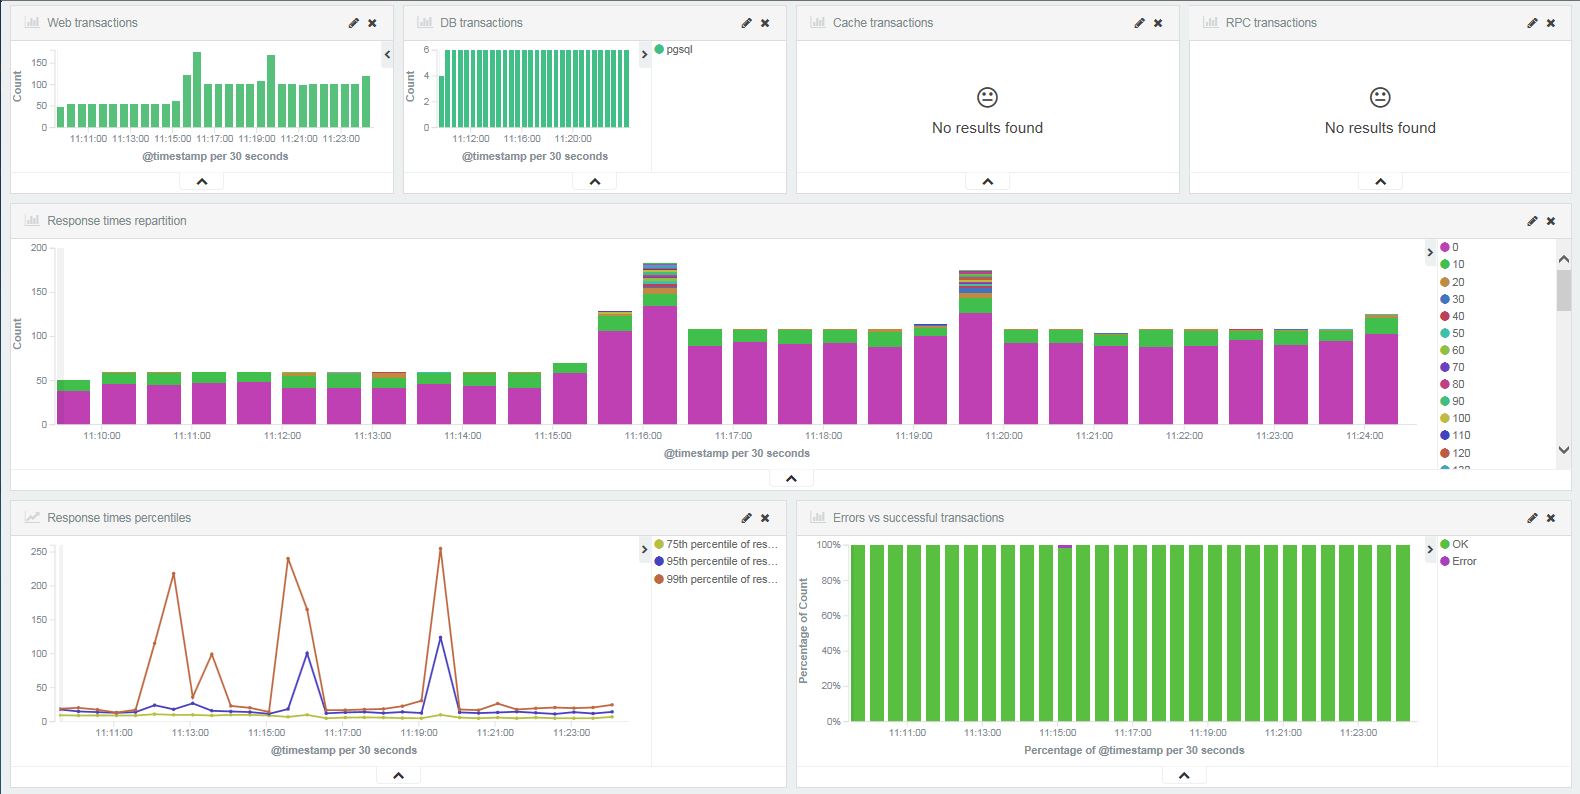 Web transactions
DB transactions
Cache transactions
RPC transactions
Count
150
100
50
0
11:11:00 11:13:00 11:15:00 11:17:00 11:19:00 11:21:00 11:23:00
@timestamp per 30 seconds
Count
6
4
2
0
11:12:00 11:16:00 11:20:00
@timestamp per 30 seconds
pgsql
No results found
No results found
Response times repartition
Count
200
150
100
50
0
11:10:00 11:11:00 11:12:00 11:13:00 11:14:00 11:15:00 11:16:00 11:17:00 11:18:00 11:19:00 11:20:00 11:21:00 11:22:00 11:23:00 11:24:00
@timestamp per 30 seconds
0
10
20
30
40
50
60
70
80
90
100
110
120
Response times percentiles
250
200
150
100
50
0
11:11:00 11:13:00 11:15:00 11:17:00 11:19:00 11:21:00 11:23:00
@timestamp per 30 seconds
75th percentile of res...
95th percentile of res...
99th percentile of res...
Errors vs successful transactions
Percentage of Count
100%
80%
60%
40%
20%
0%
11:11:00 11:13:00 11:15:00 11:17:00 11:19:00 11:21:00 11:23:00
Percentage of @timestamp per 30 seconds
OK
Error